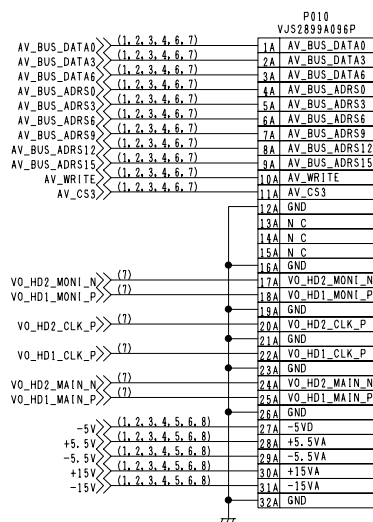 P010
VJS2899A096P
AV_BUS_DATA0 (1, 2, 3, 4, 6, 7) 1A AV_BUS_DATA0
AV_BUS_DATA3 (1, 2, 3, 4, 6, 7) 2A AV_BUS_DATA3
AV_BUS_DATA6 (1, 2, 3, 4, 6, 7) 3A AV_BUS_DATA6
AV_BUS_ADRS0 (1, 2, 3, 4, 6, 7) 4A AV_BUS_ADRS0
AV_BUS_ADRS3 (1, 2, 3, 4, 6, 7) 5A AV_BUS_ADRS3
AV_BUS_ADRS6 (1, 2, 3, 4, 6, 7) 6A AV_BUS_ADRS6
AV_BUS_ADRS9 (1, 2, 3, 4, 6, 7) 7A AV_BUS_ADRS9
AV_BUS_ADRS12 (1, 2, 3, 4, 6, 7) 8A AV_BUS_ADRS12
AV_BUS_ADRS15 (1, 2, 3, 4, 6, 7) 9A AV_BUS_ADRS15
AV_WRITE (1, 2, 3, 4, 6, 7) 10A AV_WRITE
AV_CS3 (1, 2, 3, 4, 6, 7) 11A AV_CS3
12A GND
13A N C
14A N C
15A N C
16A GND
VO_HD2_MONI_N (7) 17A VO_HD2_MONI_N
VO_HD1_MONI_P (7) 18A VO_HD1_MONI_P
19A GND
VO_HD2_CLK_P (7) 20A VO_HD2_CLK_P
21A GND
VO_HD1_CLK_P (7) 22A VO_HD1_CLK_P
23A GND
VO_HD2_MAIN_N (7) 24A VO_HD2_MAIN_N
VO_HD1_MAIN_P (7) 25A VO_HD1_MAIN_P
26A GND
-5V (1, 2, 3, 4, 5, 6, 8) 27A -5VD
+5.5V (1, 2, 3, 4, 5, 6, 8) 28A +5.5VA
-5.5V (1, 2, 3, 4, 5, 6, 8) 29A -5.5VA
+15V (1, 2, 3, 4, 5, 6, 8) 30A +15VA
-15V (1, 2, 3, 4, 5, 6, 8) 31A -15VA
32A GND